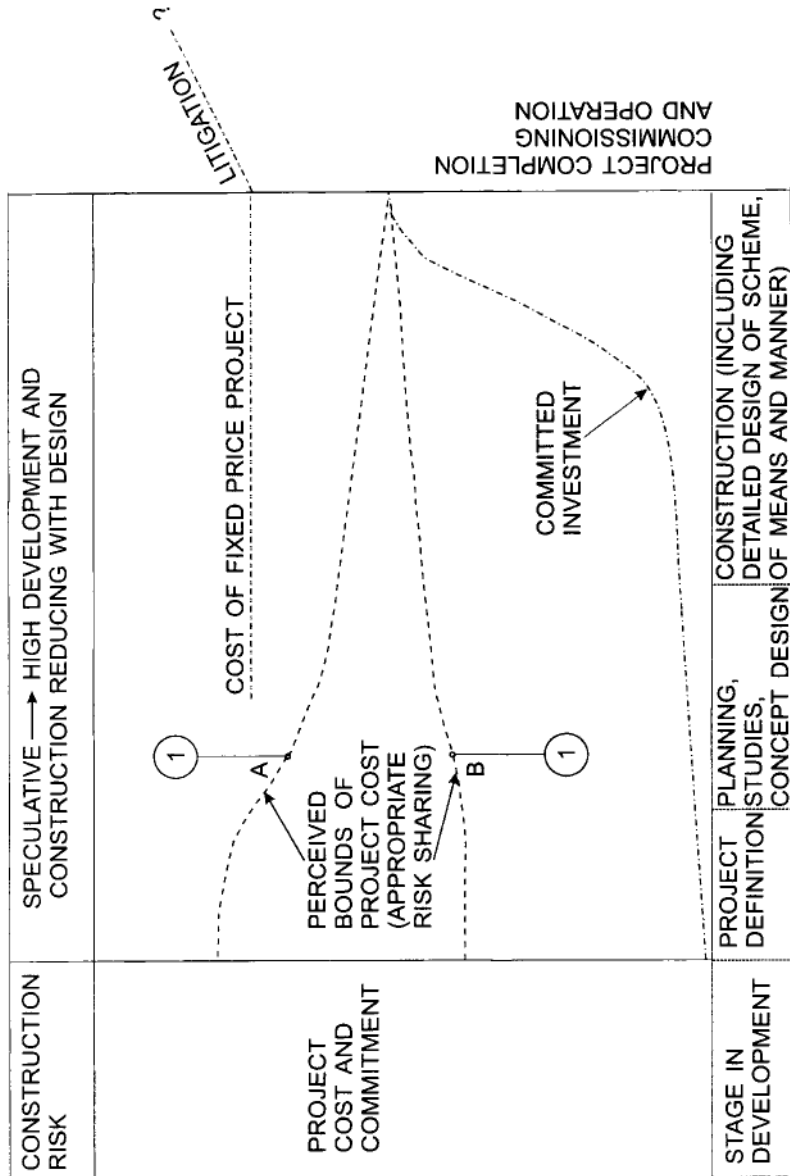 CONSTRUCTION
RISK
SPECULATIVE → HIGH DEVELOPMENT AND
CONSTRUCTION REDUCING WITH DESIGN
PROJECT
COST AND
COMMITMENT
1
A
PERCEIVED
BOUNDS OF
PROJECT COST
(APPROPRIATE
RISK SHARING)
B
1
COST OF FIXED PRICE PROJECT
LITIGATION
?
COMMITTED
INVESTMENT
PROJECT COMPLETION
COMMISSIONING
AND OPERATION
STAGE IN
DEVELOPMENT
PROJECT
DEFINITION
PLANNING,
STUDIES,
CONCEPT DESIGN
CONSTRUCTION (INCLUDING
DETAILED DESIGN OF SCHEME,
OF MEANS AND MANNER)